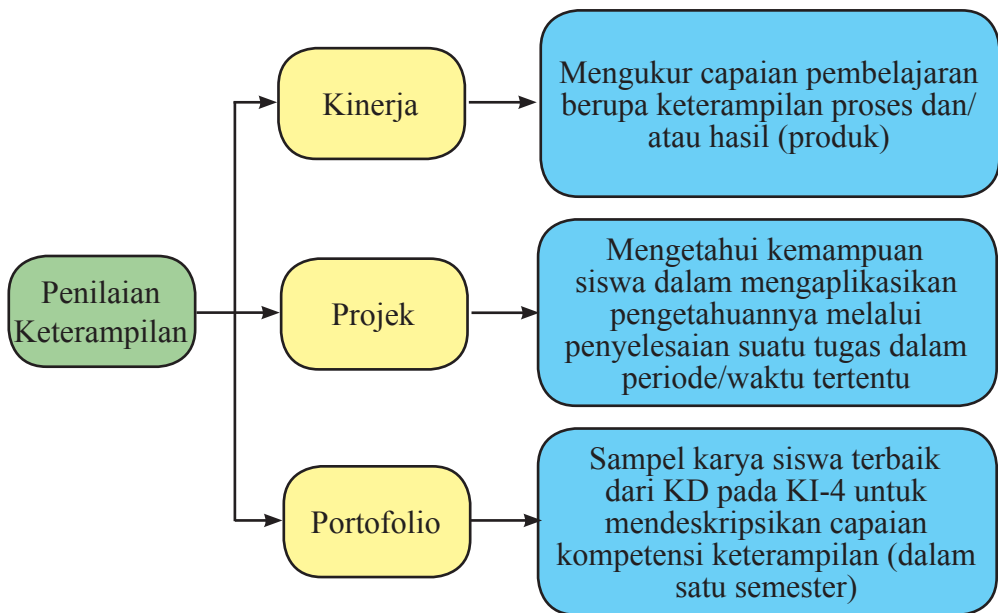 Penilaian
Keterampilan
Kinerja
Mengukur capaian pembelajaran
berupa keterampilan proses dan/
atau hasil (produk)
Projek
Mengetahui kemampuan
siswa dalam mengaplikasikan
pengetahuannya melalui
penyelesaian suatu tugas dalam
periode/waktu tertentu
Portofolio
Sampel karya siswa terbaik
dari KD pada KI-4 untuk
mendeskripsikan capaian
kompetensi keterampilan (dalam
satu semester)